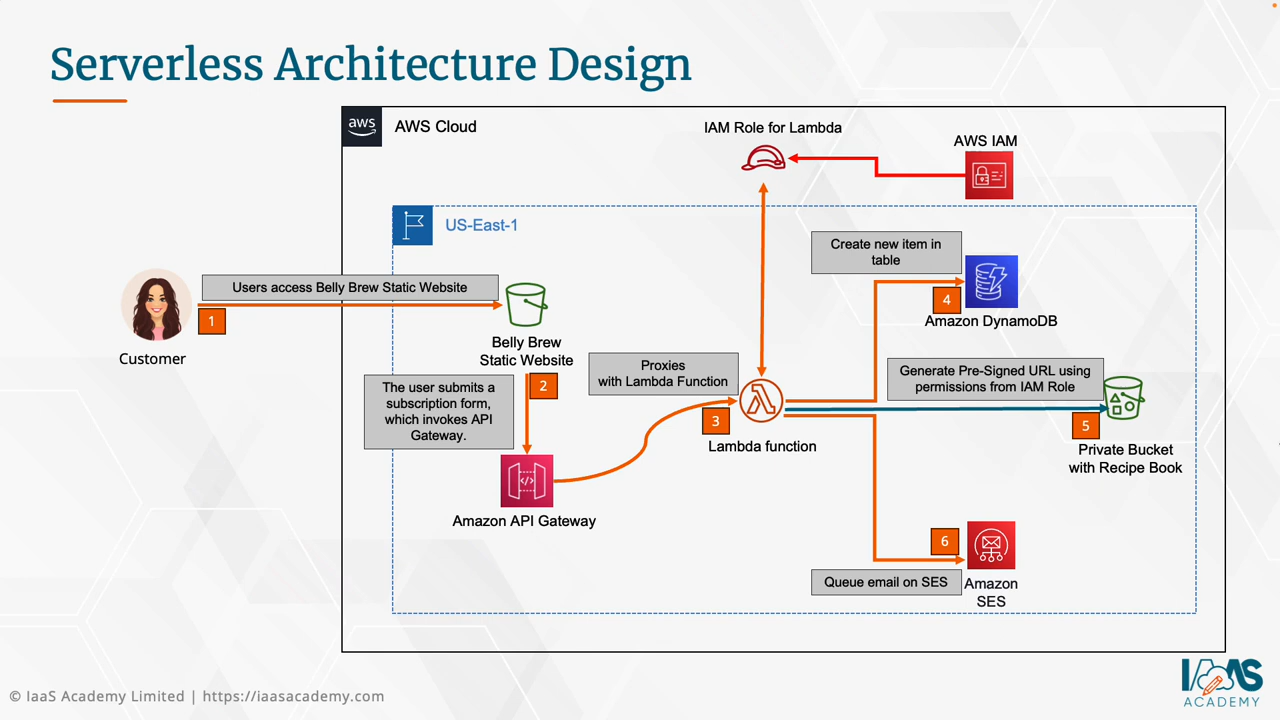 Serverless Architecture Design
aws
AWS Cloud
IAM Role for Lambda
AWS IAM
US-East-1
Create new item in
table
Users access Belly Brew Static Website
1
4
Amazon DynamoDB
Customer
Belly Brew
Static Website
Proxies
with Lambda Function
Generate Pre-Signed URL using
permissions from IAM Role
The user submits a
subscription form,
which invokes API
Gateway.
2
3
5
Lambda function
Private Bucket
with Recipe Book
</>
Amazon API Gateway
6
Queue email on SES
Amazon
SES
© IaaS Academy Limited | https://iaasacademy.com
IAAS
ACADEMY